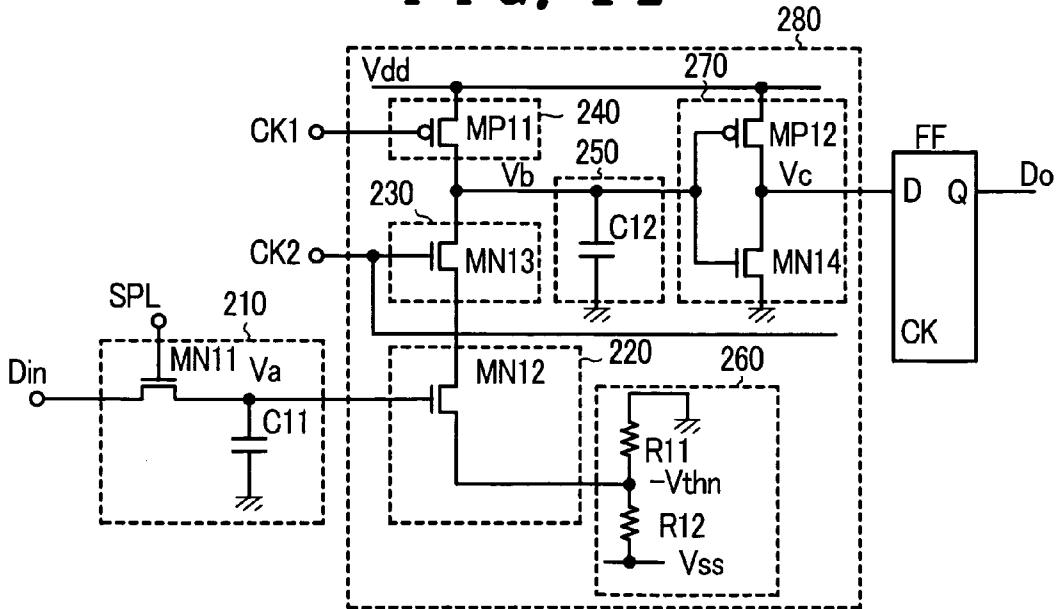 280
Vdd
270
240
CK1
MP11
MP12
250
FF
Vb
Vc
Do
D Q
230
C12
CK2
MN13
MN14
SPL
210
CK
MN11
Va
220
Din
MN12
260
C11
R11
-Vthn
R12
Vss